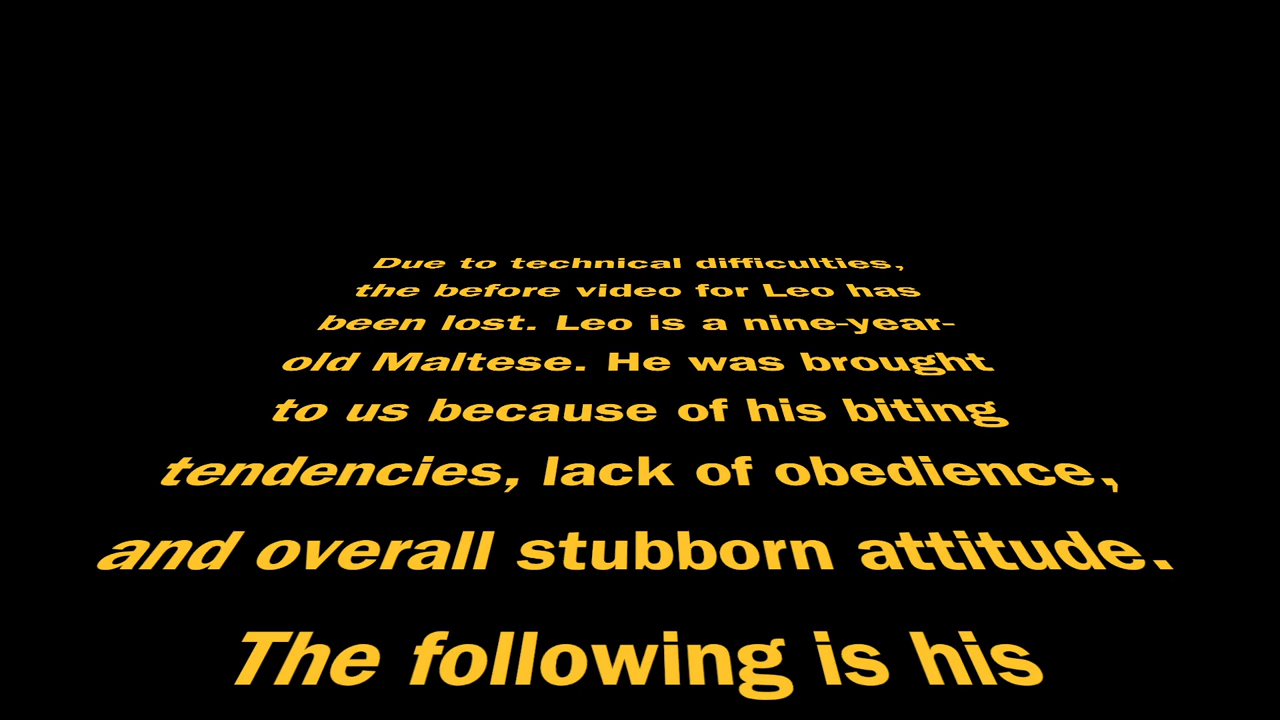 Due to technical difficulties,
the before video for Leo has
been lost. Leo is a nine-year-
old Maltese. He was brought
to us because of his biting
tendencies, lack of obedience,
and overall stubborn attitude.
The following is his